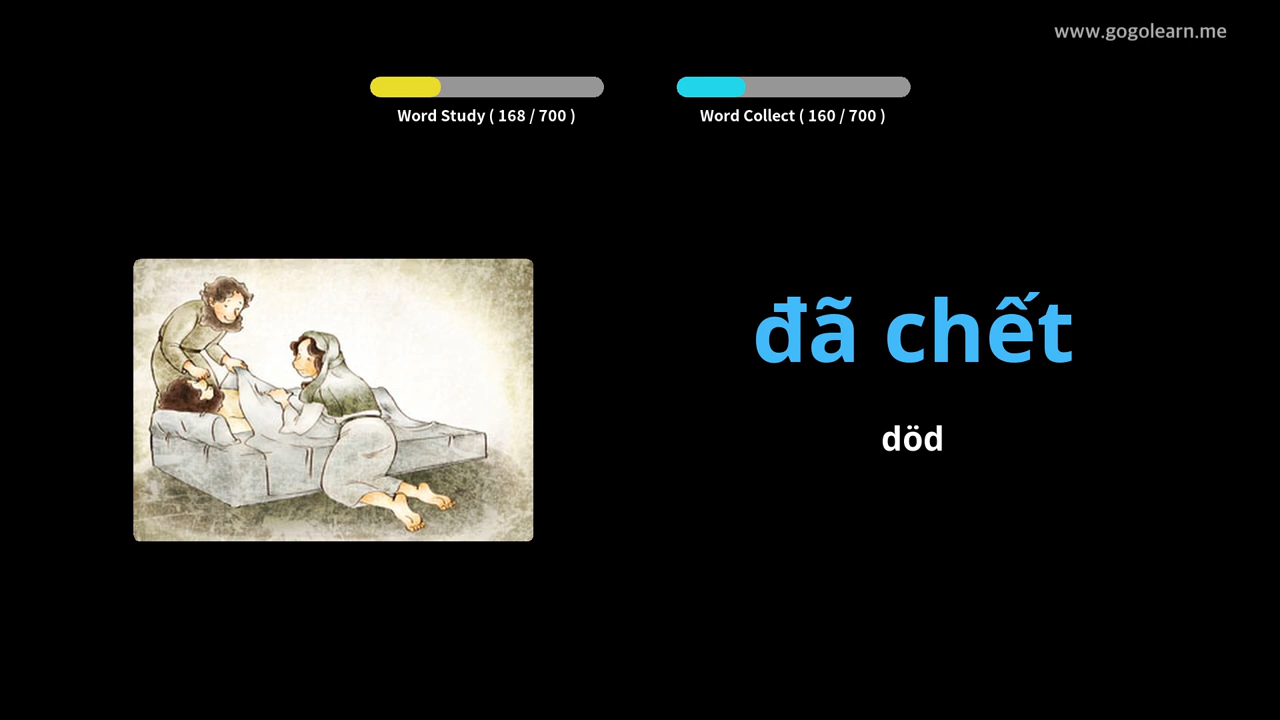 www.gogolearn.me
Word Study ( 168 / 700 )
Word Collect ( 160 / 700 )
đã chết
död